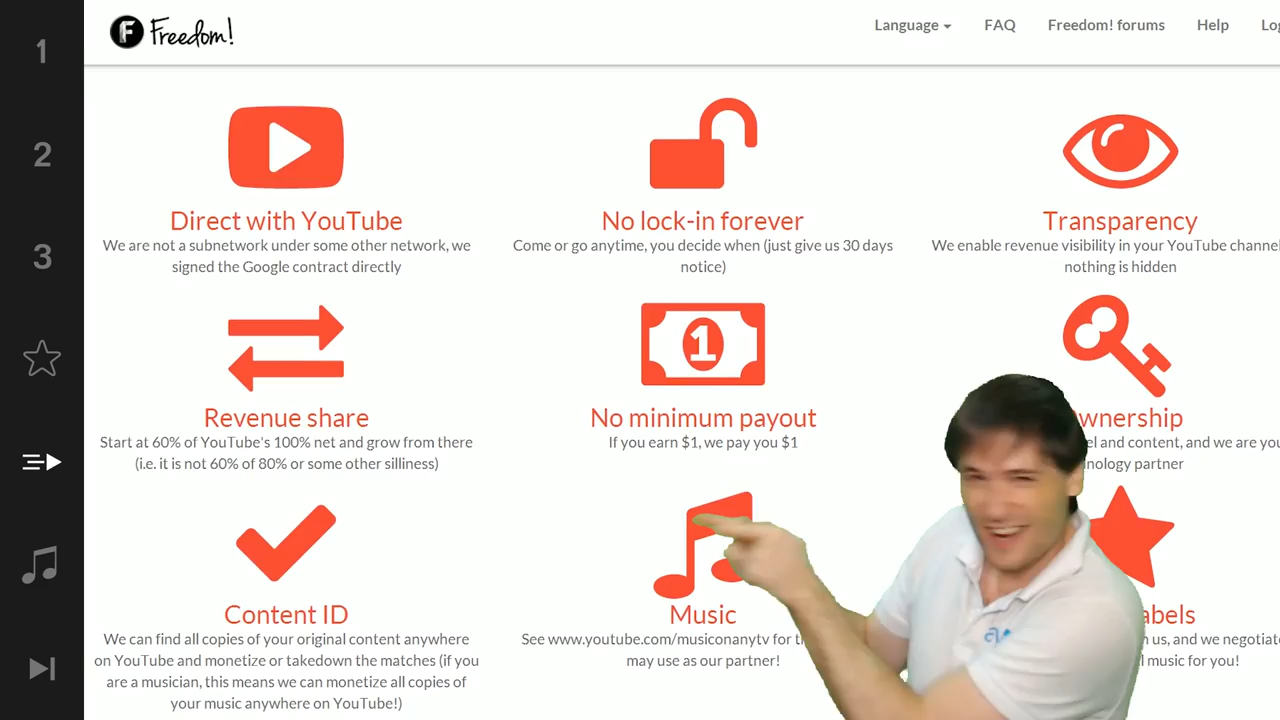 1
2
3
F Freedom!
Language
FAQ
Freedom! forums
Help
Direct with YouTube
We are not a subnetwork under some other network, we
signed the Google contract directly
No lock-in forever
Come or go anytime, you decide when (just give us 30 days
notice)
Transparency
We enable revenue visibility in your YouTube channel
nothing is hidden
Revenue share
Start at 60% of YouTube's 100% net and grow from there
(i.e. it is not 60% of 80% or some other silliness)
1
No minimum payout
If you earn $1, we pay you $1
wnership
el and content, and we are you
nology partner
Content ID
We can find all copies of your original content anywhere
on YouTube and monetize or takedown the matches (if you
are a musician, this means we can monetize all copies of
your music anywhere on YouTube!)
Music
See www.youtube.com/musiconanytv for
may use as our partner!
abels
us, and we negotiate
music for you!